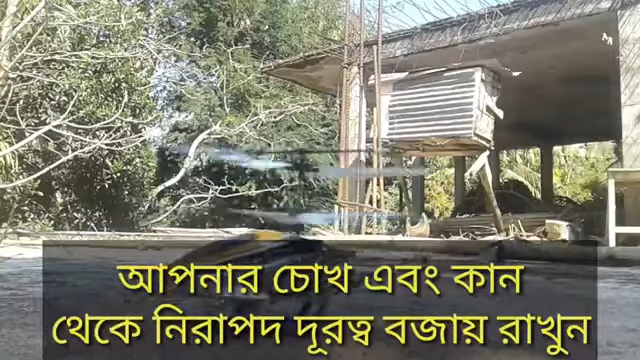 আপনার চোখ এবং কান
থেকে নিরাপদ দূরত্ব বজায় রাখুন